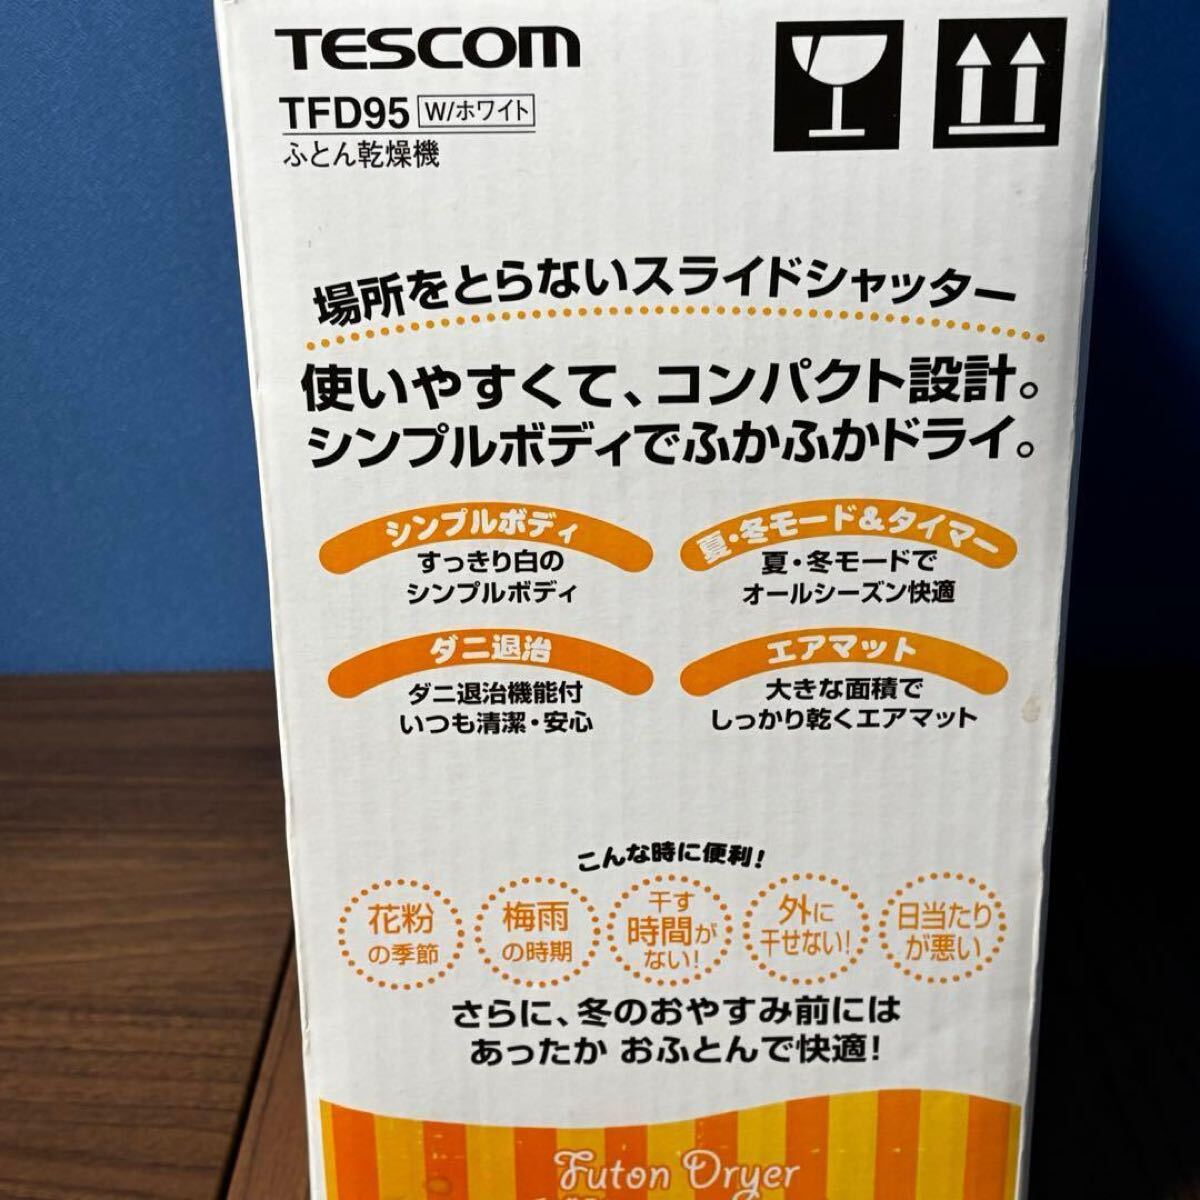 TESCOM
TFD95 W/ホワイト
ふとん乾燥機
場所をとらないスライドシャッター
使いやすくて、コンパクト設計。
シンプルボディでふかふかドライ。
シンプルボディ
すっきり白の
シンプルボディ
夏・冬モード&タイマー
夏・冬モードで
オールシーズン快適
ダニ退治
ダニ退治機能付
いつも清潔・安心
エアマット
大きな面積で
しっかり乾くエアマット
こんな時に便利!
花粉
の季節
梅雨
の時期
干す
時間が
ない!
外に
干せない!
日当たり
が悪い
さらに、冬のおやすみ前には
あったか おふとんで快適!
Futon Dryer